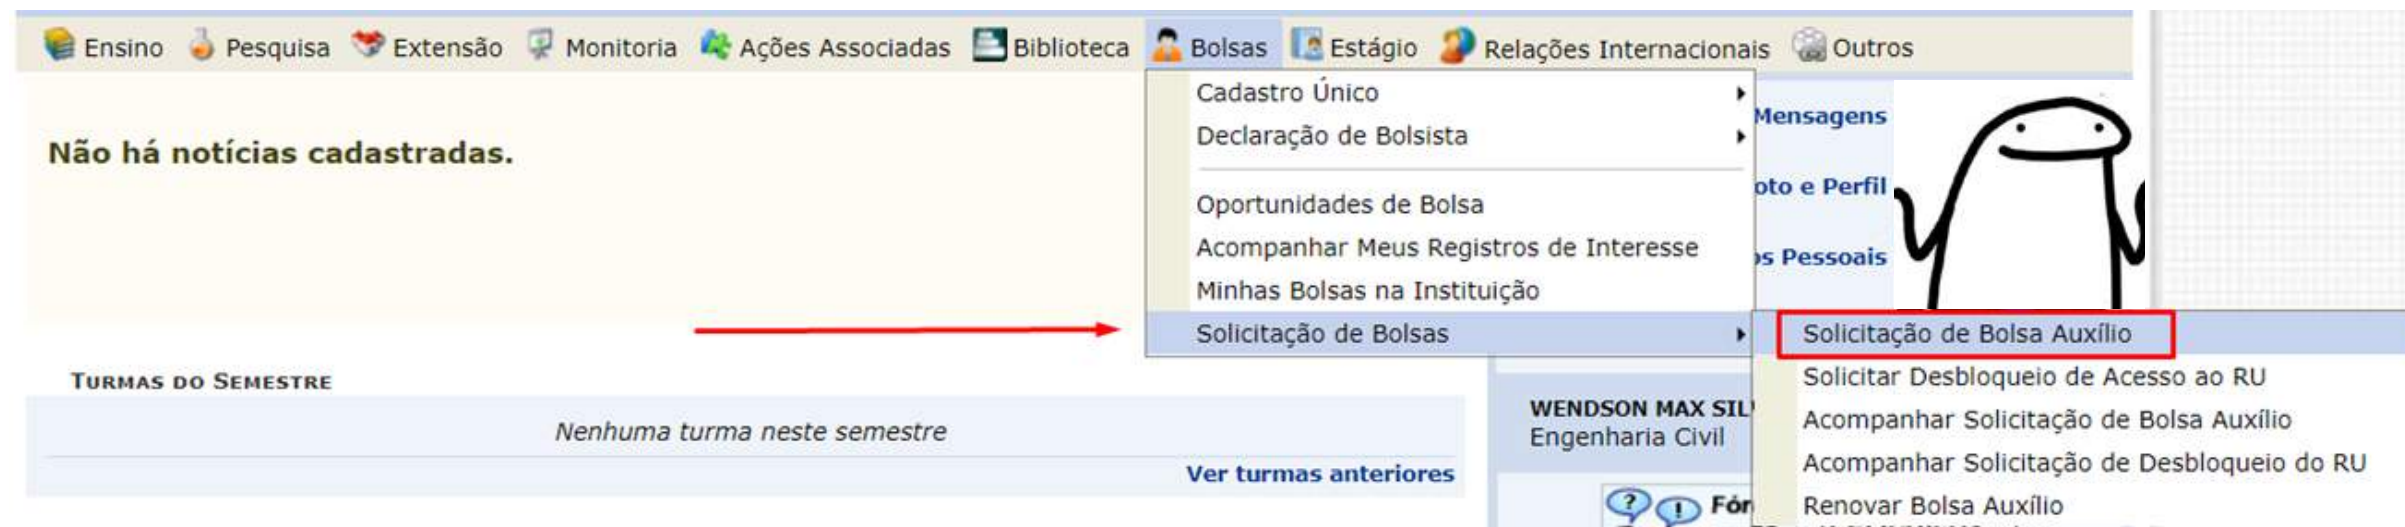 Ensino Pesquisa Extensão Monitoria Ações Associadas Biblioteca Bolsas Estágio Relações Internacionais Outros
Não há notícias cadastradas.
Cadastro Único
Declaração de Bolsista
Oportunidades de Bolsa
Acompanhar Meus Registros de Interesse
Minhas Bolsas na Instituição
Solicitação de Bolsas
Mensagens
oto e Perfil
os Pessoais
Solicitação de Bolsa Auxílio
Solicitar Desbloqueio de Acesso ao RU
Acompanhar Solicitação de Bolsa Auxílio
Acompanhar Solicitação de Desbloqueio do RU
Renovar Bolsa Auxílio
TURMAS DO SEMESTRE
Nenhuma turma neste semestre
Ver turmas anteriores
WENDSON MAX SIL
Engenharia Civil
Fór